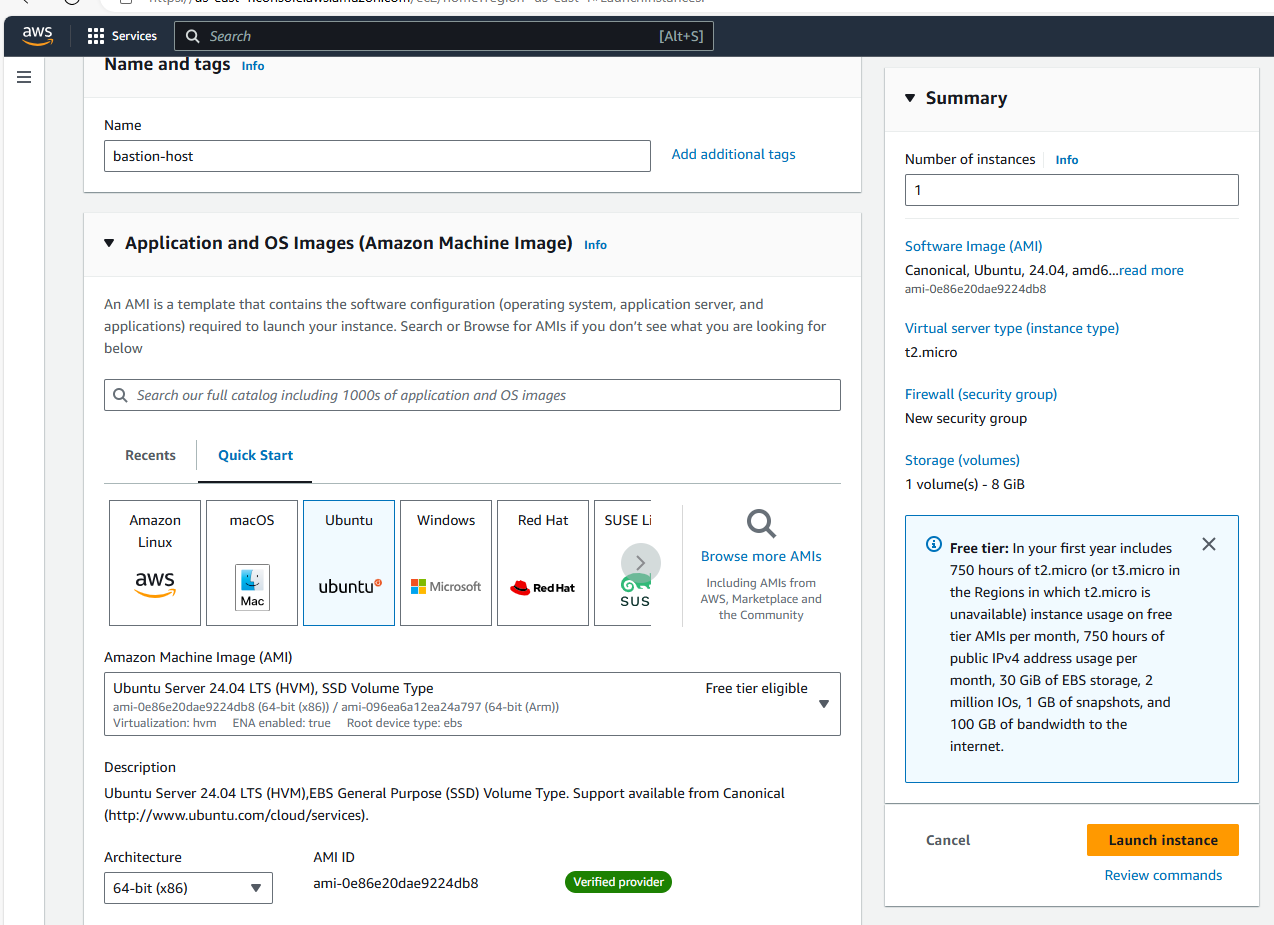 aws
Services
Search
[Alt+S]
Name and tags
Info
Name
bastion-host
Add additional tags
Application and OS Images (Amazon Machine Image)
Info
An AMI is a template that contains the software configuration (operating system, application server, and
applications) required to launch your instance. Search or Browse for AMIs if you don't see what you are looking for
below
Search our full catalog including 1000s of application and OS images
Recents
Quick Start
Amazon
Linux
aws
macOS
Mac
Ubuntu
ubuntu
Windows
Microsoft
Red Hat
Red Hat
SUSE Li
SUS
Browse more AMIs
Including AMIs from
AWS, Marketplace and
the Community
Amazon Machine Image (AMI)
Ubuntu Server 24.04 LTS (HVM), SSD Volume Type
Free tier eligible
ami-0e86e20dae9224db8 (64-bit (x86)) / ami-096ea6a12ea24a797 (64-bit (Arm))
Virtualization: hvm ENA enabled: true Root device type: ebs
Description
Ubuntu Server 24.04 LTS (HVM),EBS General Purpose (SSD) Volume Type. Support available from Canonical
(http://www.ubuntu.com/cloud/services).
Architecture
64-bit (x86)
AMI ID
ami-0e86e20dae9224db8
Verified provider
Summary
Number of instances
Info
1
Software Image (AMI)
Canonical, Ubuntu, 24.04, amd6...read more
ami-0e86e20dae9224db8
Virtual server type (instance type)
t2.micro
Firewall (security group)
New security group
Storage (volumes)
1 volume(s) - 8 GiB
Free tier: In your first year includes
750 hours of t2.micro (or t3.micro in
the Regions in which t2.micro is
unavailable) instance usage on free
tier AMIs per month, 750 hours of
public IPv4 address usage per
month, 30 GiB of EBS storage, 2
million IOs, 1 GB of snapshots, and
100 GB of bandwidth to the
internet.
Cancel
Launch instance
Review commands